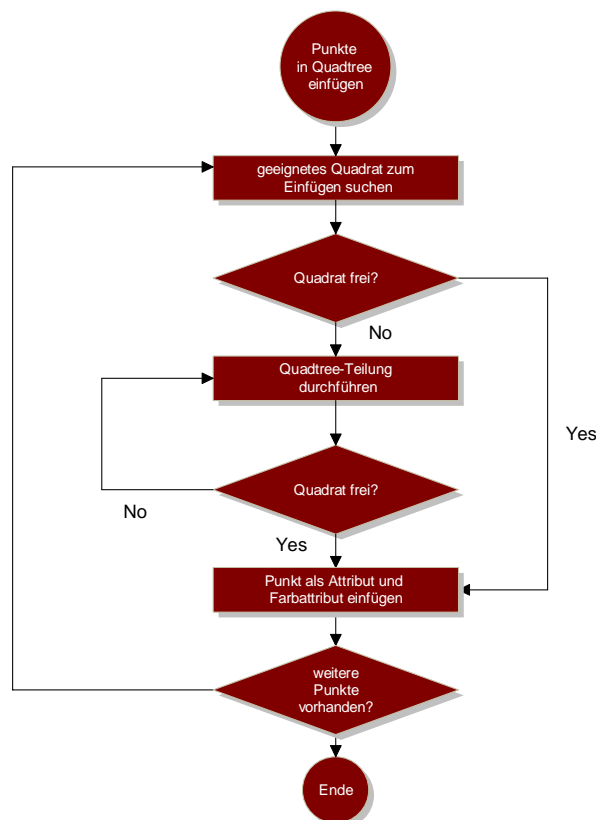 Punkte
in Quadtree
einfügen
geeignetes Quadrat zum
Einfügen suchen
Quadrat frei?
No
Quadtree-Teilung
durchführen
Yes
Quadrat frei?
No
Yes
Punkt als Attribut und
Farbattribut einfügen
weitere
Punkte
vorhanden?
Ende